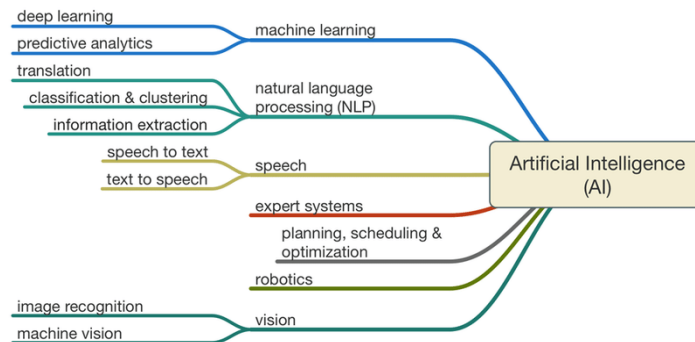 deep learning
predictive analytics
machine learning
translation
classification & clustering
information extraction
natural language
processing (NLP)
speech to text
text to speech
speech
expert systems
planning, scheduling &
optimization
robotics
image recognition
machine vision
vision
Artificial Intelligence
(AI)